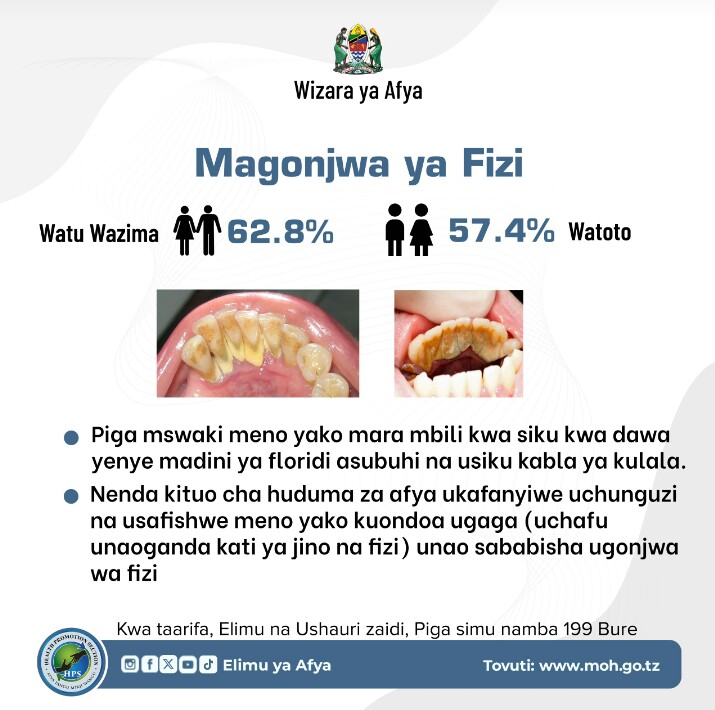 Wizara ya Afya
Magonjwa ya Fizi
Watu Wazima 62.8% 57.4% Watoto
Piga mswaki meno yako mara mbili kwa siku kwa dawa
yenye madini ya floridi asubuhi na usiku kabla ya kulala.
Nenda kituo cha huduma za afya ukafanyiwe uchunguzi
na usafishwe meno yako kuondoa ugaga (uchafu
unaoganda kati ya jino na fizi) unao sababisha ugonjwa
wa fizi
Kwa taarifa, Elimu na Ushauri zaidi, Piga simu namba 199 Bure
HEALTH PROMOTION SECTION
HPS
Elimu ya Afya
Tovuti: www.moh.go.tz